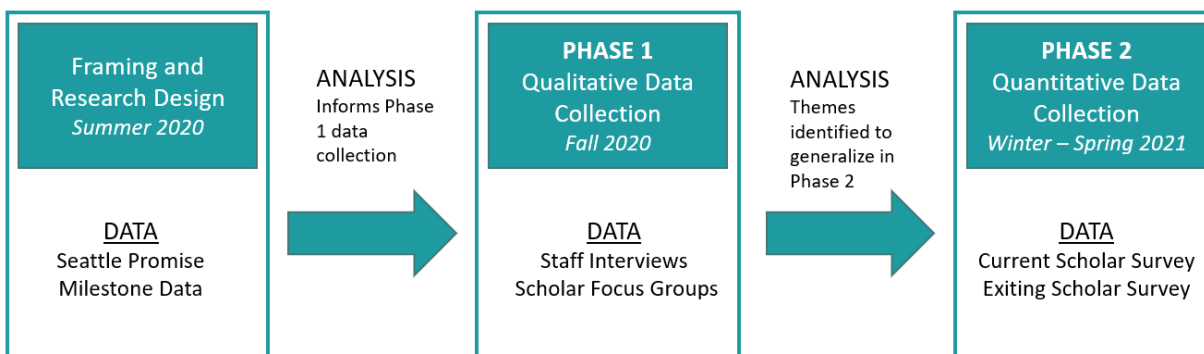 Framing and
Research Design
Summer 2020
DATA
Seattle Promise
Milestone Data
ANALYSIS
Informs Phase
1 data
collection
PHASE 1
Qualitative Data
Collection
Fall 2020
DATA
Staff Interviews
Scholar Focus Groups
ANALYSIS
Themes
identified to
generalize in
Phase 2
PHASE 2
Quantitative Data
Collection
Winter – Spring 2021
DATA
Current Scholar Survey
Exiting Scholar Survey